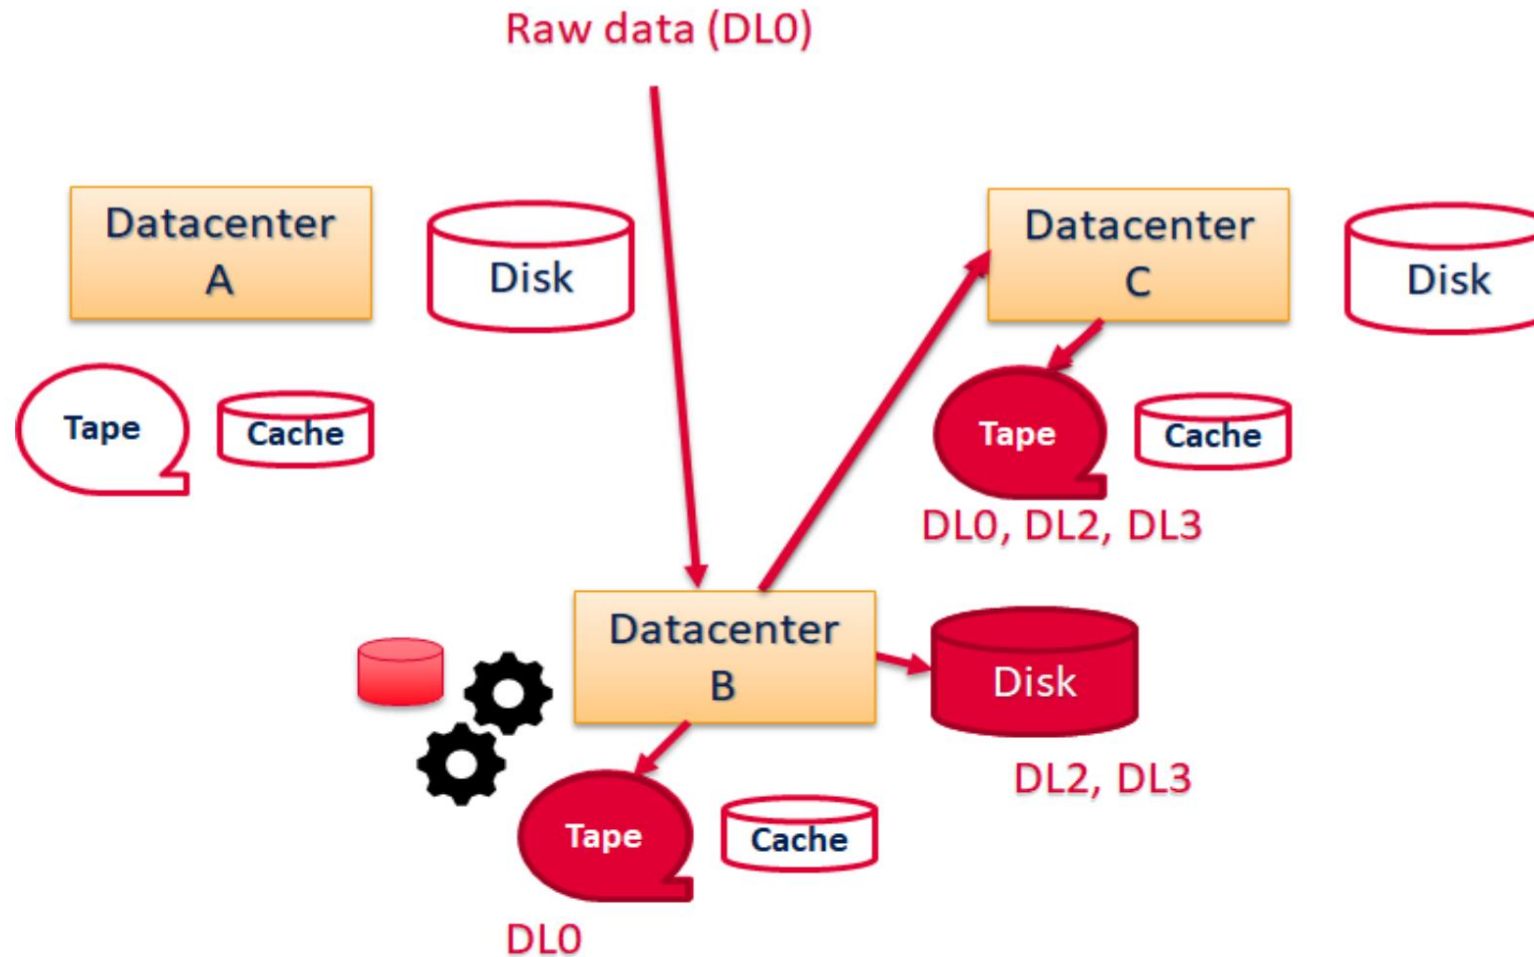 Raw data (DL0)
Datacenter
A
Disk
Datacenter
C
Disk
Tape
Cache
Tape
Cache
DL0, DL2, DL3
Datacenter
B
Disk
DL2, DL3
Tape
Cache
DL0